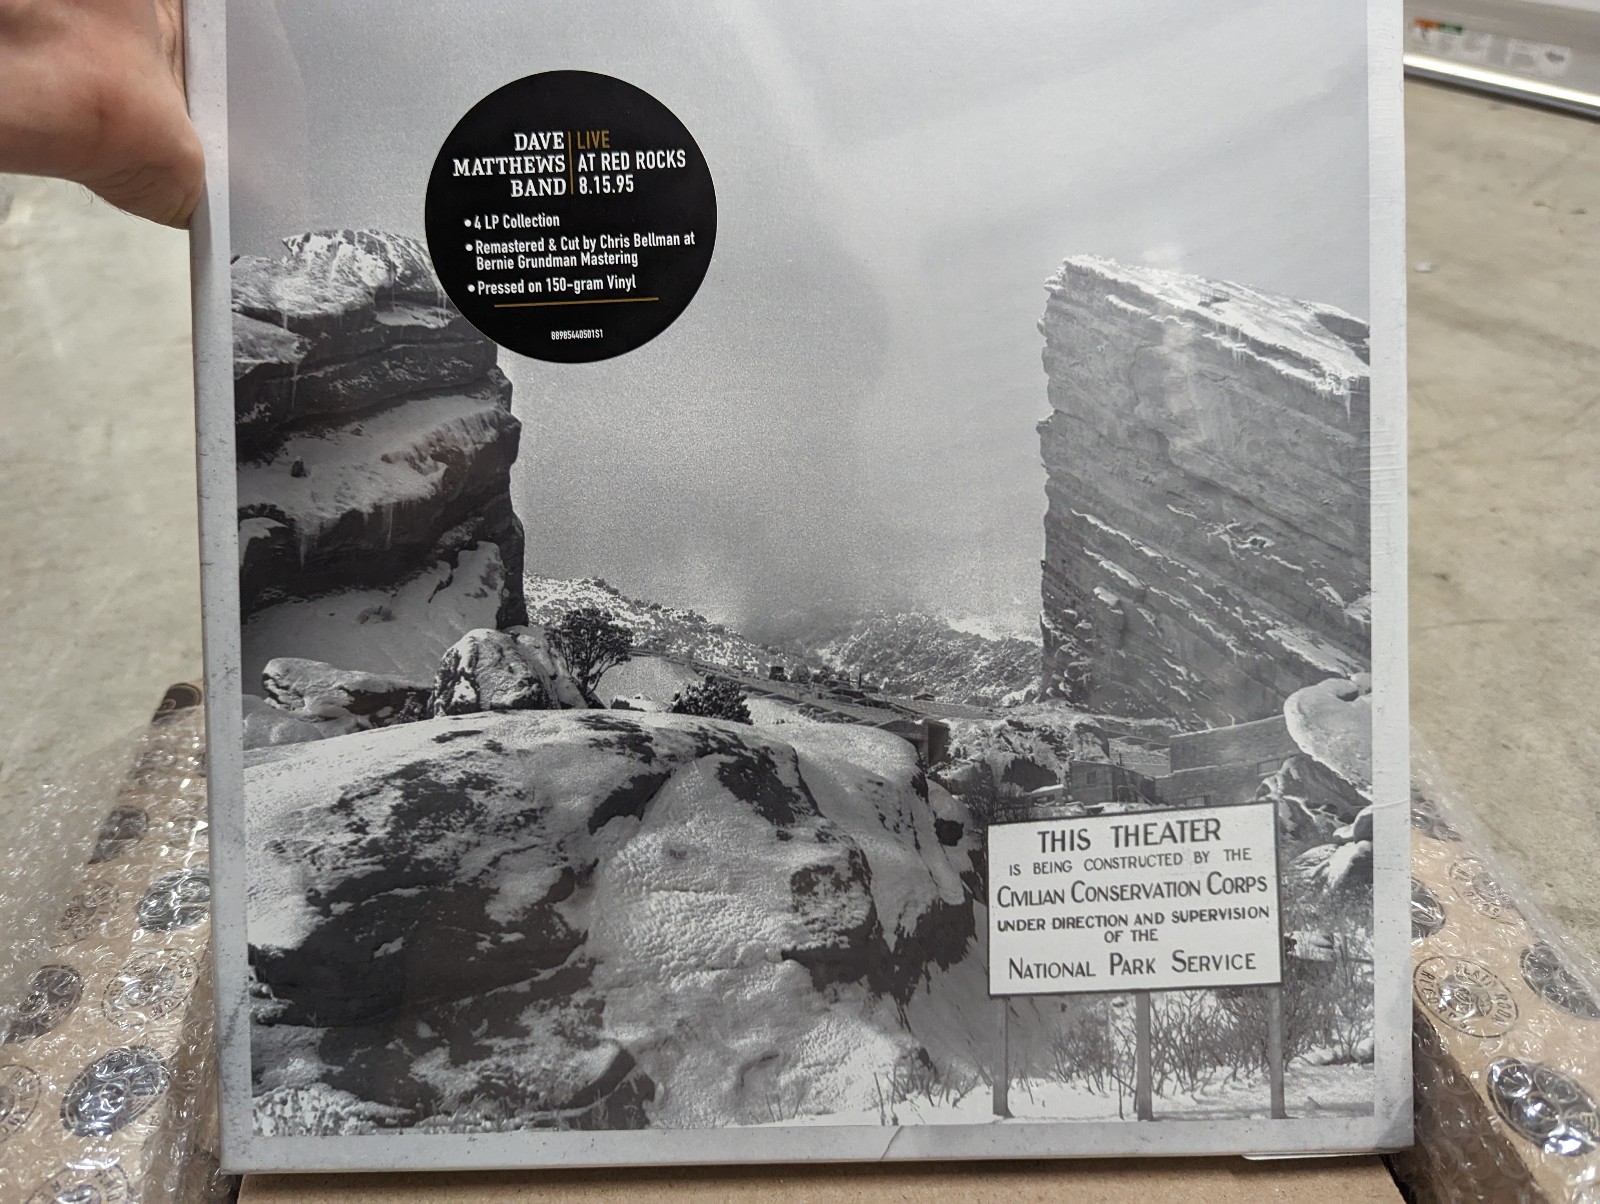 DAVE MATTHEWS BAND
LIVE
AT RED ROCKS
8.15.95
• 4 LP Collection
• Remastered & Cut by Chris Bellman at
Bernie Grundman Mastering
• Pressed on 150-gram Vinyl
88985440501S1
THIS THEATER
IS BEING CONSTRUCTED BY THE
CIVILIAN CONSERVATION CORPS
UNDER DIRECTION AND SUPERVISION
OF THE
NATIONAL PARK SERVICE